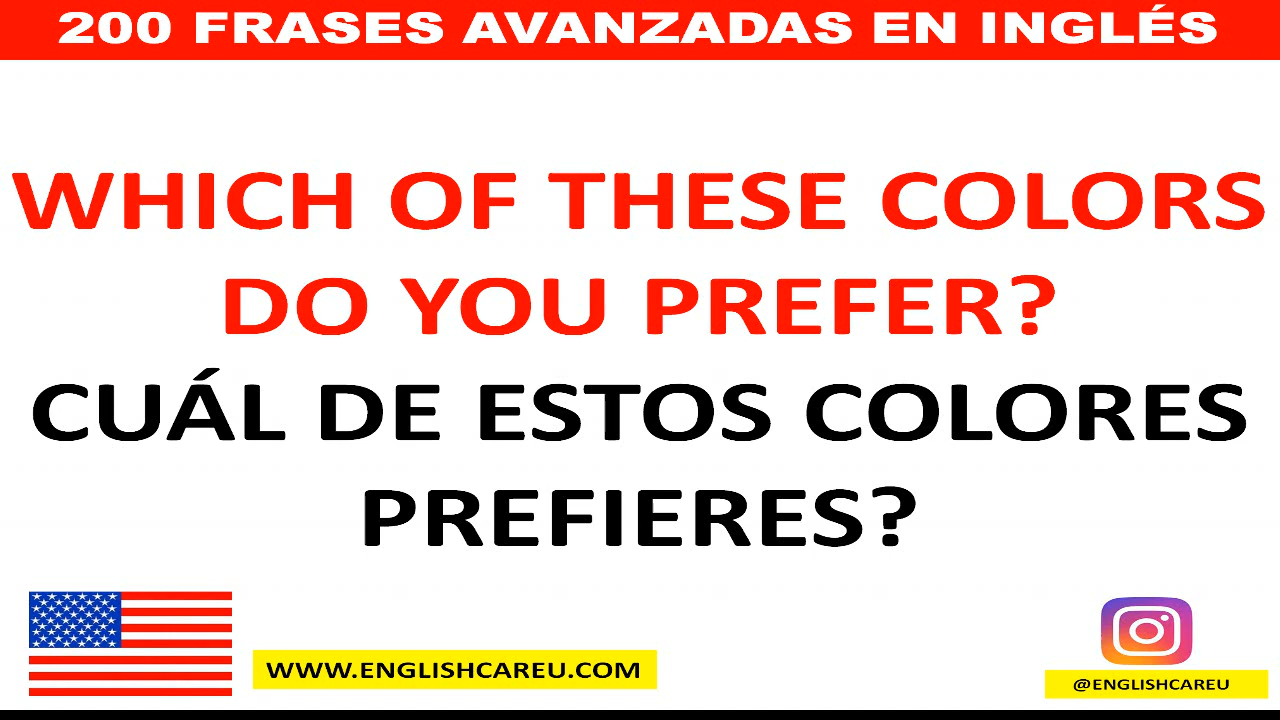 200 FRASES AVANZADAS EN INGLÉS
WHICH OF THESE COLORS
DO YOU PREFER?
CUÁL DE ESTOS COLORES
PREFIERES?
WWW.ENGLISHCAREU.COM
@ENGLISHCAREU